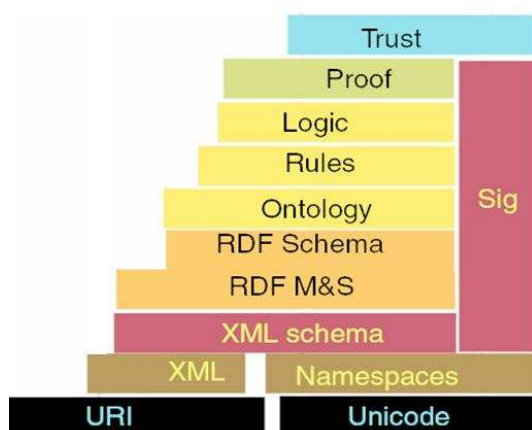 Trust
Proof
Logic
Rules
Sig
Ontology
RDF Schema
RDF M&S
XML schema
XML Namespaces
URI Unicode